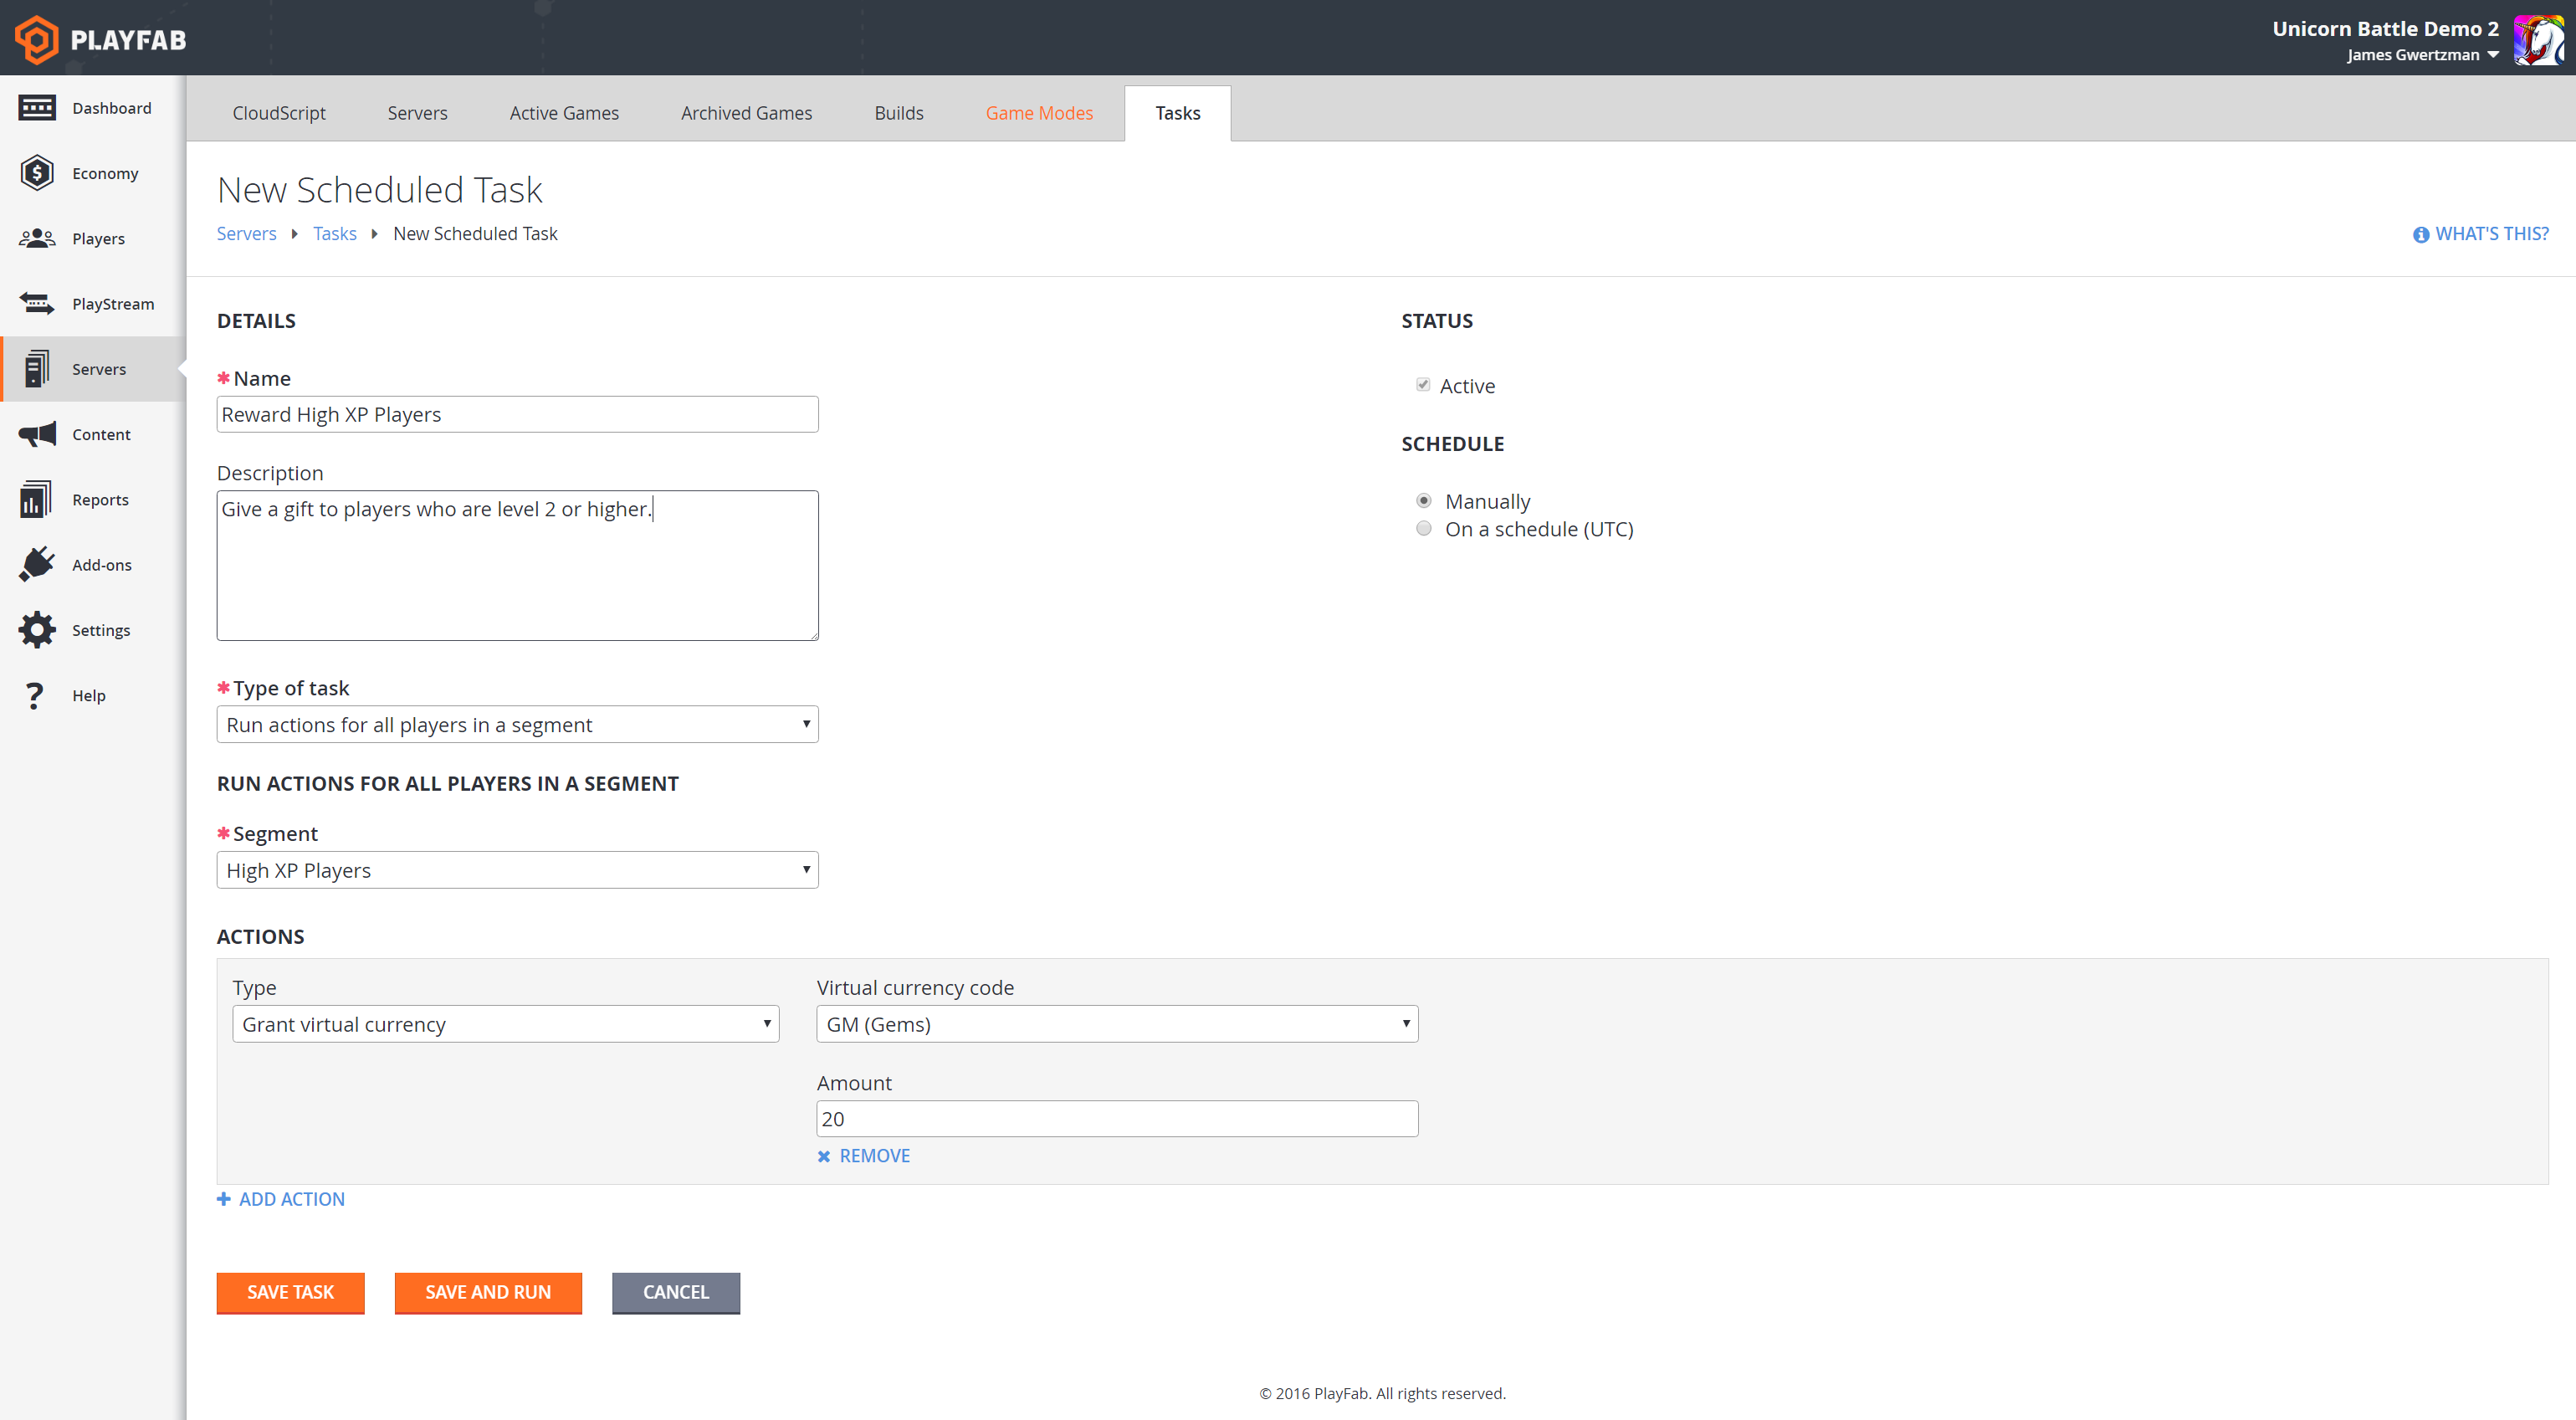 PLAYFAB
Unicorn Battle Demo 2
James Gwertzman
Dashboard
Economy
Players
PlayStream
Servers
Content
Reports
Add-ons
Settings
Help
CloudScript
Servers
Active Games
Archived Games
Builds
Game Modes
Tasks
New Scheduled Task
Servers Tasks New Scheduled Task
WHAT'S THIS?
DETAILS
* Name
Reward High XP Players
Description
Give a gift to players who are level 2 or higher.
* Type of task
Run actions for all players in a segment
RUN ACTIONS FOR ALL PLAYERS IN A SEGMENT
* Segment
High XP Players
STATUS
Active
SCHEDULE
Manually
On a schedule (UTC)
ACTIONS
Type
Grant virtual currency
Virtual currency code
GM (Gems)
Amount
20
REMOVE
ADD ACTION
SAVE TASK
SAVE AND RUN
CANCEL
© 2016 PlayFab. All rights reserved.